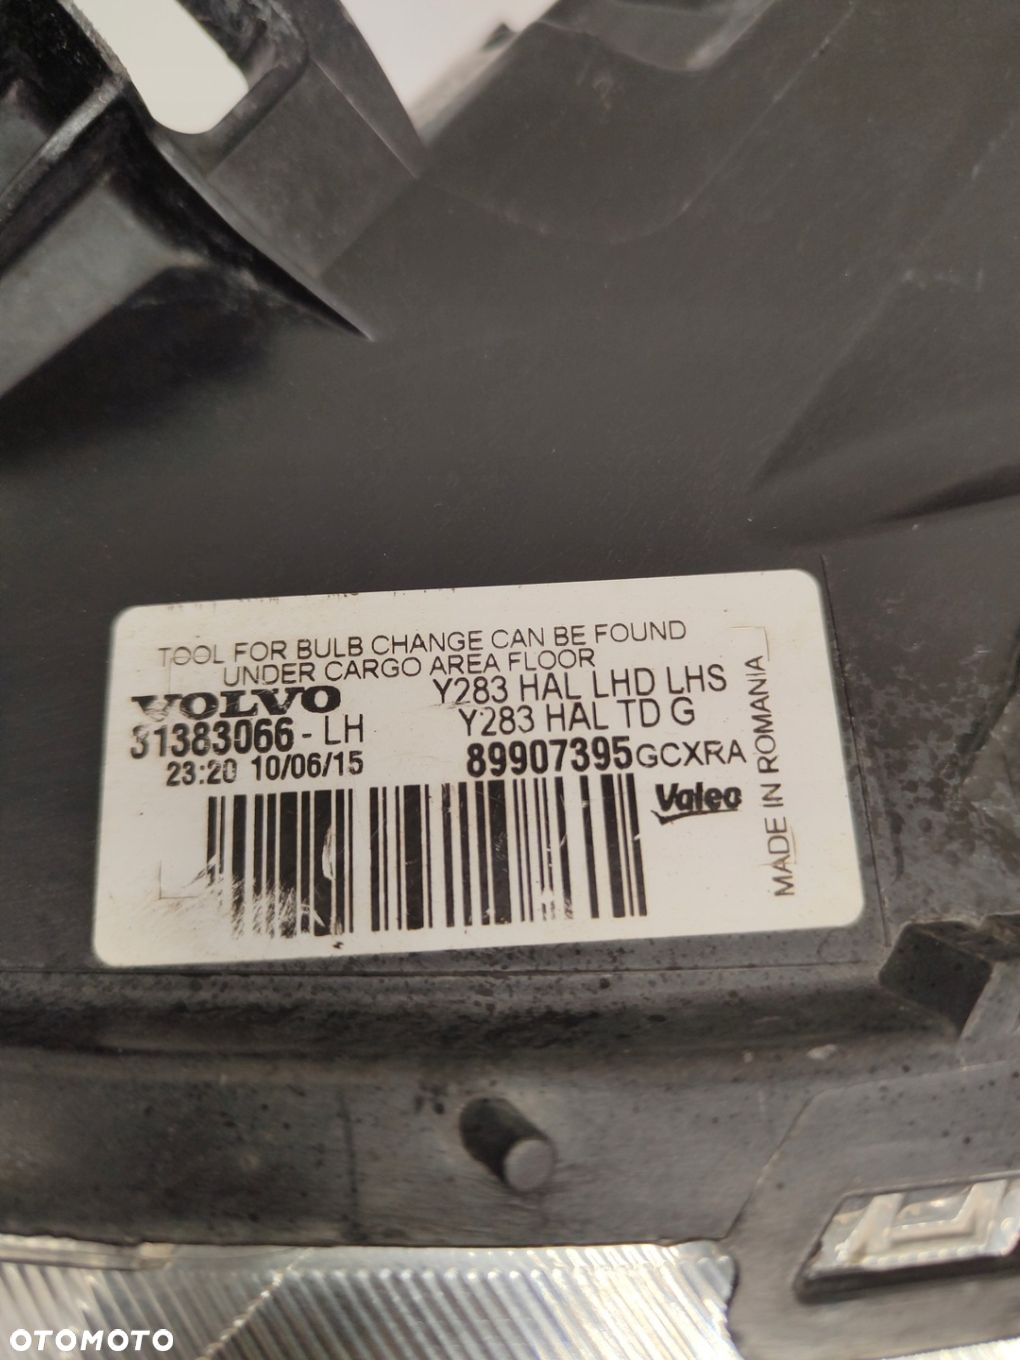 TOOL FOR BULB CHANGE CAN BE FOUND
UNDER CARGO AREA FLOOR
VOLVO
31383066-LH
23:20 10/06/15
Y283 HAL LHD LHS
Y283 HAL TD G
89907395GCXRA
Valeo
MADE IN ROMANIA
OTOMOTO